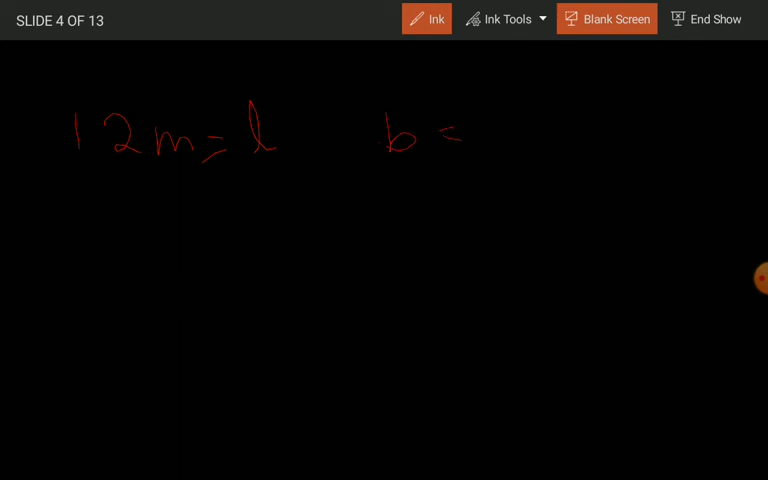 SLIDE 4 OF 13 Ink Ink Tools Blank Screen End Show
12m = l b =